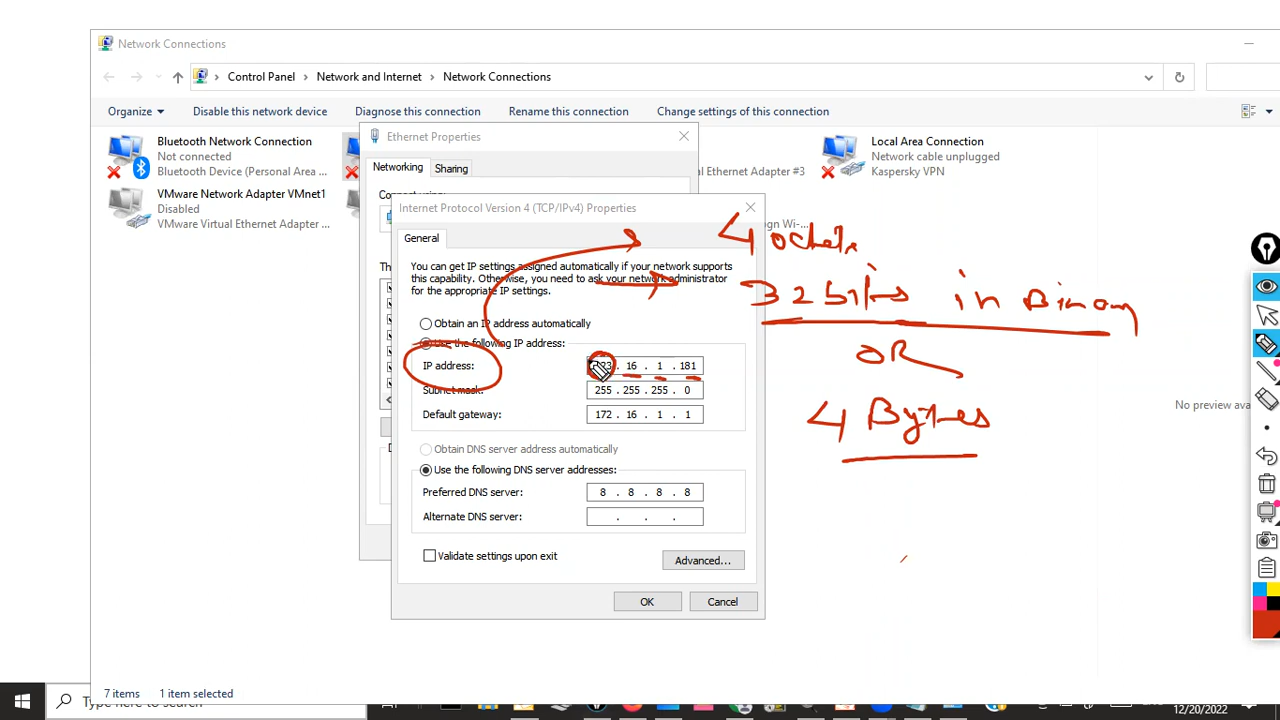 Network Connections
Control Panel > Network and Internet > Network Connections
Organize Disable this network device Diagnose this connection Rename this connection Change settings of this connection
Bluetooth Network Connection
Not connected
Bluetooth Device (Personal Area ...
VMware Network Adapter VMnet1
Disabled
VMware Virtual Ethernet Adapter ...
Ethernet Properties
Networking Sharing
Local Area Connection
Network cable unplugged
Kaspersky VPN
Ethernet Adapter #3
Internet Protocol Version 4 (TCP/IPv4) Properties
General
You can get IP settings assigned automatically if your network supports
this capability. Otherwise, you need to ask your network administrator
for the appropriate IP settings.
Obtain an IP address automatically
Use the following IP address:
IP address: . 16 . 1 . 181
Subnet mask: 255 . 255 . 255 . 0
Default gateway: 172 . 16 . 1 . 1
Obtain DNS server address automatically
Use the following DNS server addresses:
Preferred DNS server: 8 . 8 . 8 . 8
Alternate DNS server: . . .
Validate settings upon exit Advanced...
OK Cancel
4 octets
32 bits in Binary
OR
4 Bytes
No preview ava
7 items 1 item selected
Type here to search
12/20/2022